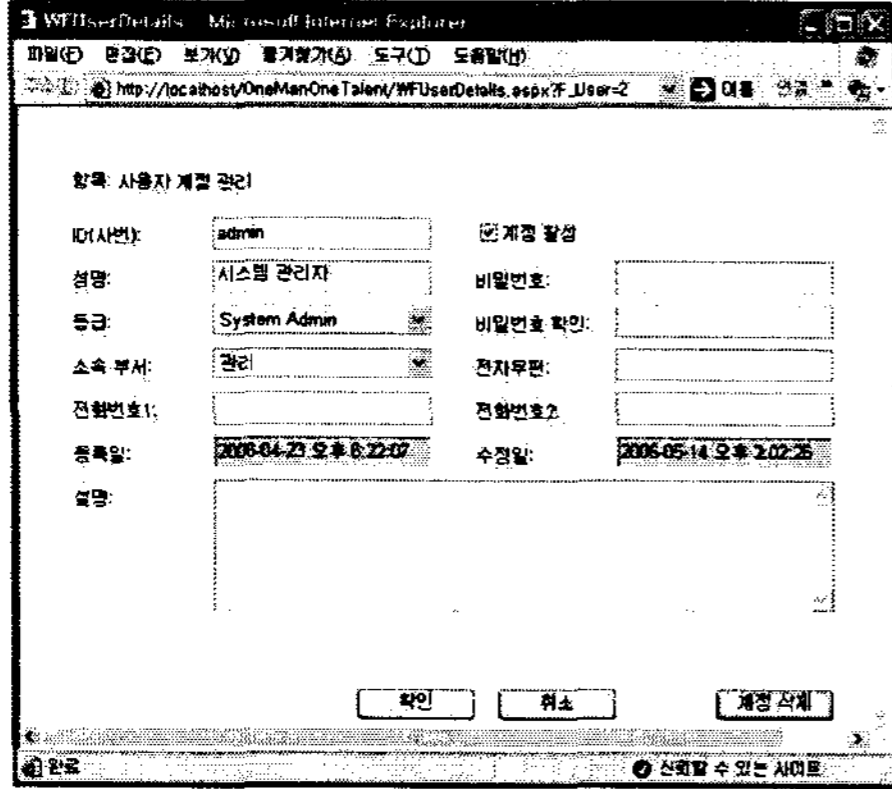 WFUserDetails - Microsoft Internet Explorer
파일(F) 편집(E) 보기(V) 즐겨찾기(A) 도구(T) 도움말(H)
http://localhost/OneManOneTalent/WFUserDetails.aspx?F_User=2 이동 연결 »
항목: 사용자 계정 관리
ID(사번): admin 계정 활성
성명: 시스템 관리자 비밀번호:
등급: System Admin 비밀번호 확인:
소속 부서: 관리 전자우편:
전화번호1: 전화번호2:
등록일: 2006-04-23 오후 6:22:07 수정일: 2006-05-14 오후 2:02:26
설명:
확인 취소 계정 삭제
완료 신뢰할 수 있는 사이트